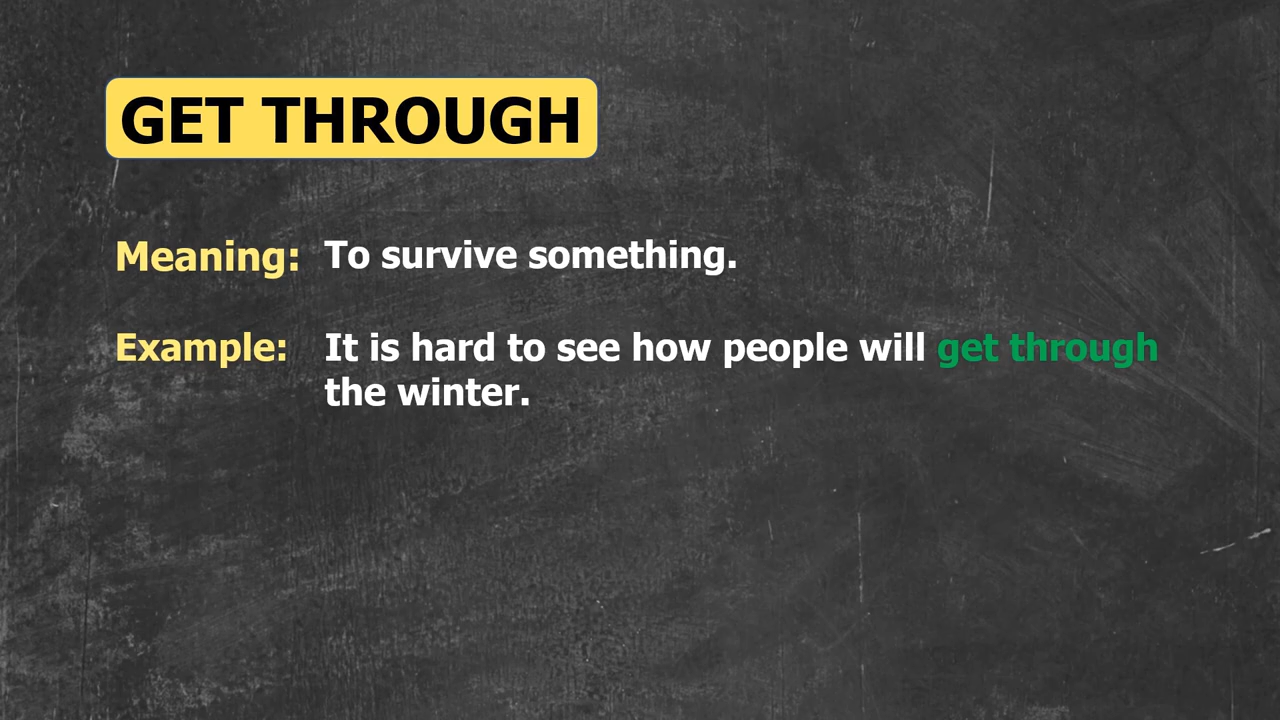 GET THROUGH
Meaning: To survive something.
Example: It is hard to see how people will get through
the winter.